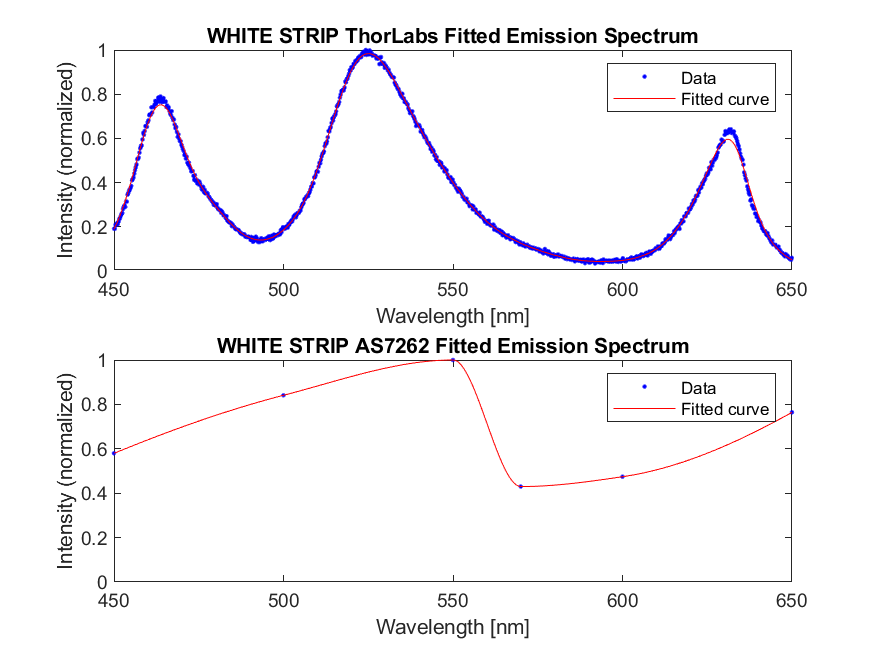 WHITE STRIP ThorLabs Fitted Emission Spectrum
Intensity (normalized)
1
0.8
0.6
0.4
0.2
0
450
500
550
600
650
Wavelength [nm]
Data
Fitted curve
WHITE STRIP AS7262 Fitted Emission Spectrum
Intensity (normalized)
1
0.8
0.6
0.4
0.2
0
450
500
550
600
650
Wavelength [nm]
Data
Fitted curve